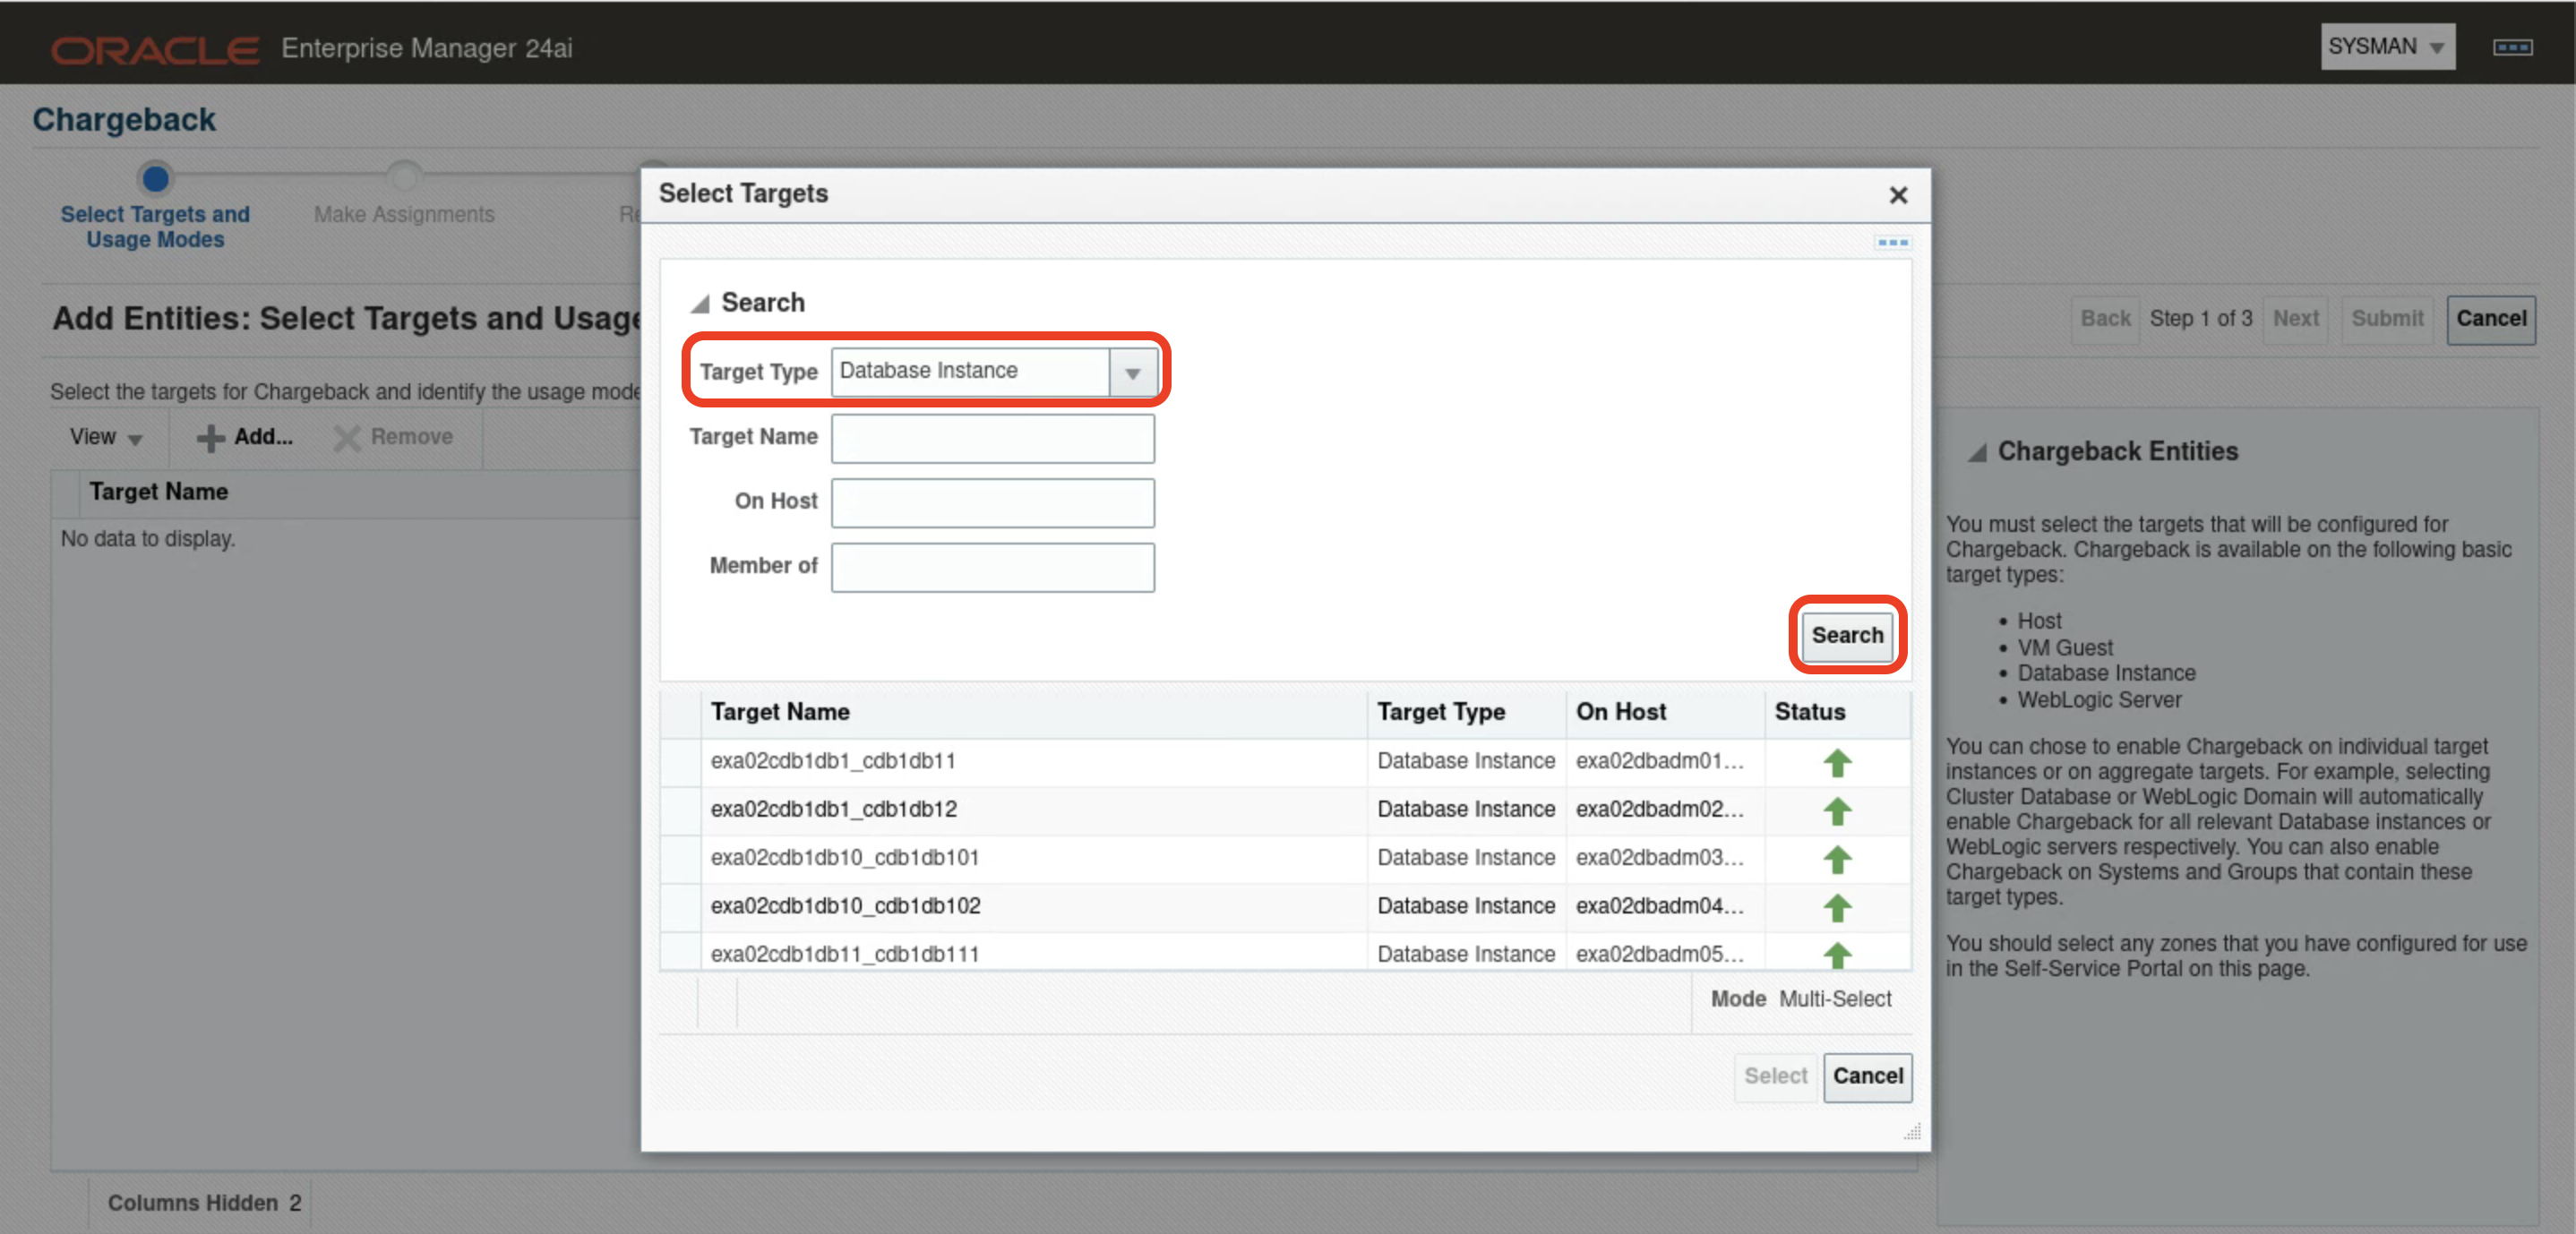 ORACLE Enterprise Manager 24ai
SYSMAN
Chargeback
Select Targets and
Usage Modes
Make Assignments
Select Targets
Search
Add Entities: Select Targets and Usage
Back Step 1 of 3 Next Submit Cancel
Target Type Database Instance
Select the targets for Chargeback and identify the usage mode
View Add... Remove
Target Name
No data to display.
Target Name
On Host
Member of
Search
Target Name Target Type On Host Status
exa02cdb1db1_cdb1db11 Database Instance exa02dbadm01...
exa02cdb1db1_cdb1db12 Database Instance exa02dbadm02...
exa02cdb1db10_cdb1db101 Database Instance exa02dbadm03...
exa02cdb1db10_cdb1db102 Database Instance exa02dbadm04...
exa02cdb1db11_cdb1db111 Database Instance exa02dbadm05...
Mode Multi-Select
Select Cancel
Chargeback Entities
You must select the targets that will be configured for
Chargeback. Chargeback is available on the following basic
target types:
• Host
• VM Guest
• Database Instance
• WebLogic Server
You can chose to enable Chargeback on individual target
instances or on aggregate targets. For example, selecting
Cluster Database or WebLogic Domain will automatically
enable Chargeback for all relevant Database instances or
WebLogic servers respectively. You can also enable
Chargeback on Systems and Groups that contain these
target types.
You should select any zones that you have configured for use
in the Self-Service Portal on this page.
Columns Hidden 2